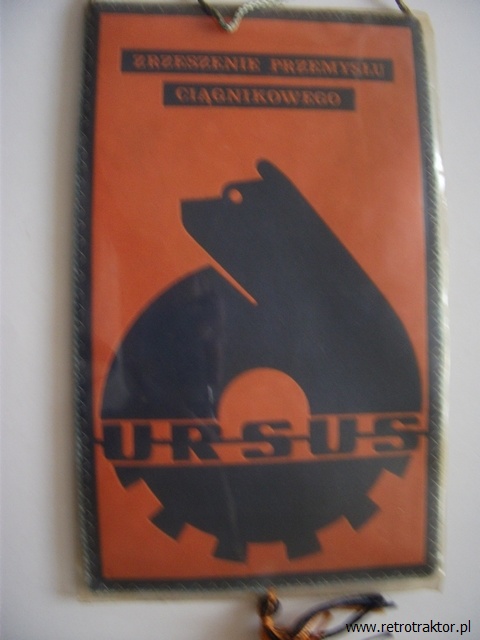 ZRZESZENIE PRZEMYSŁU
CIĄGNIKOWEGO
URSUS
www.retrotraktor.pl